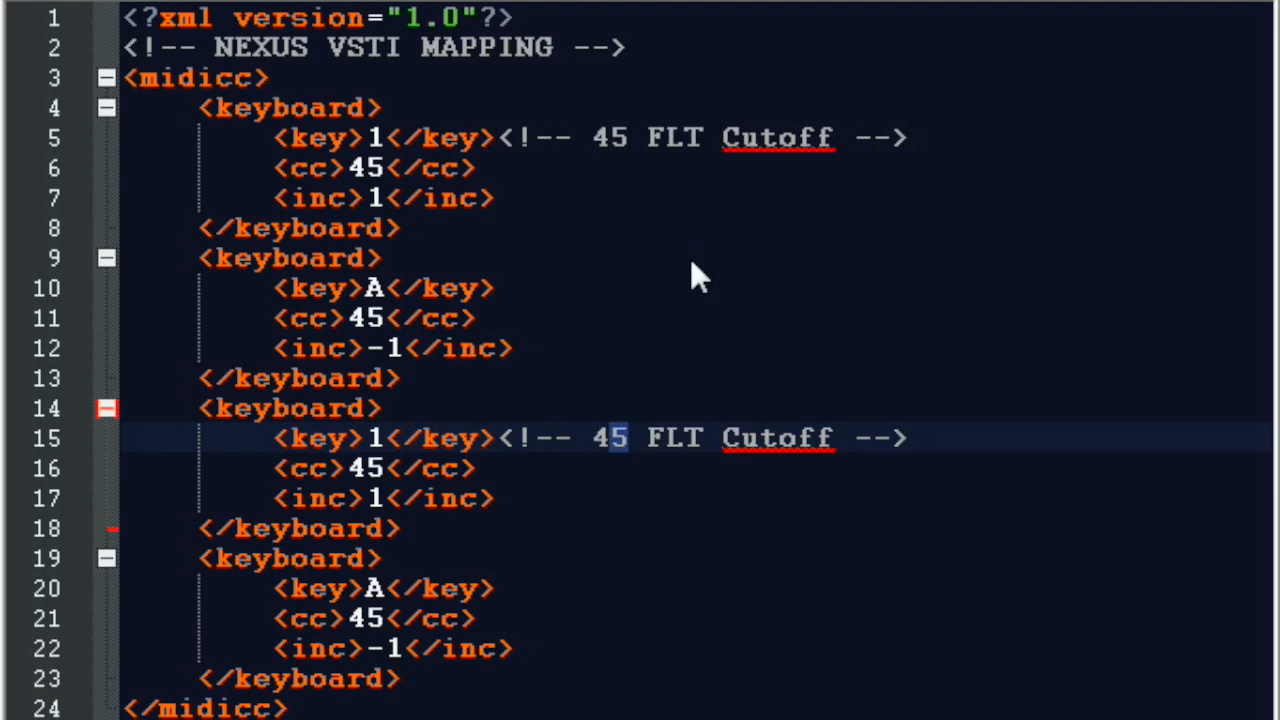 1 <?xml version="1.0"?>
2 <!-- NEXUS VSTI MAPPING -->
3 <midicc>
4 <keyboard>
5 <key>1</key><!-- 45 FLT Cutoff -->
6 <cc>45</cc>
7 <inc>1</inc>
8 </keyboard>
9 <keyboard>
10 <key>A</key>
11 <cc>45</cc>
12 <inc>-1</inc>
13 </keyboard>
14 <keyboard>
15 <key>1</key><!-- 45 FLT Cutoff -->
16 <cc>45</cc>
17 <inc>1</inc>
18 </keyboard>
19 <keyboard>
20 <key>A</key>
21 <cc>45</cc>
22 <inc>-1</inc>
23 </keyboard>
24 </midicc>